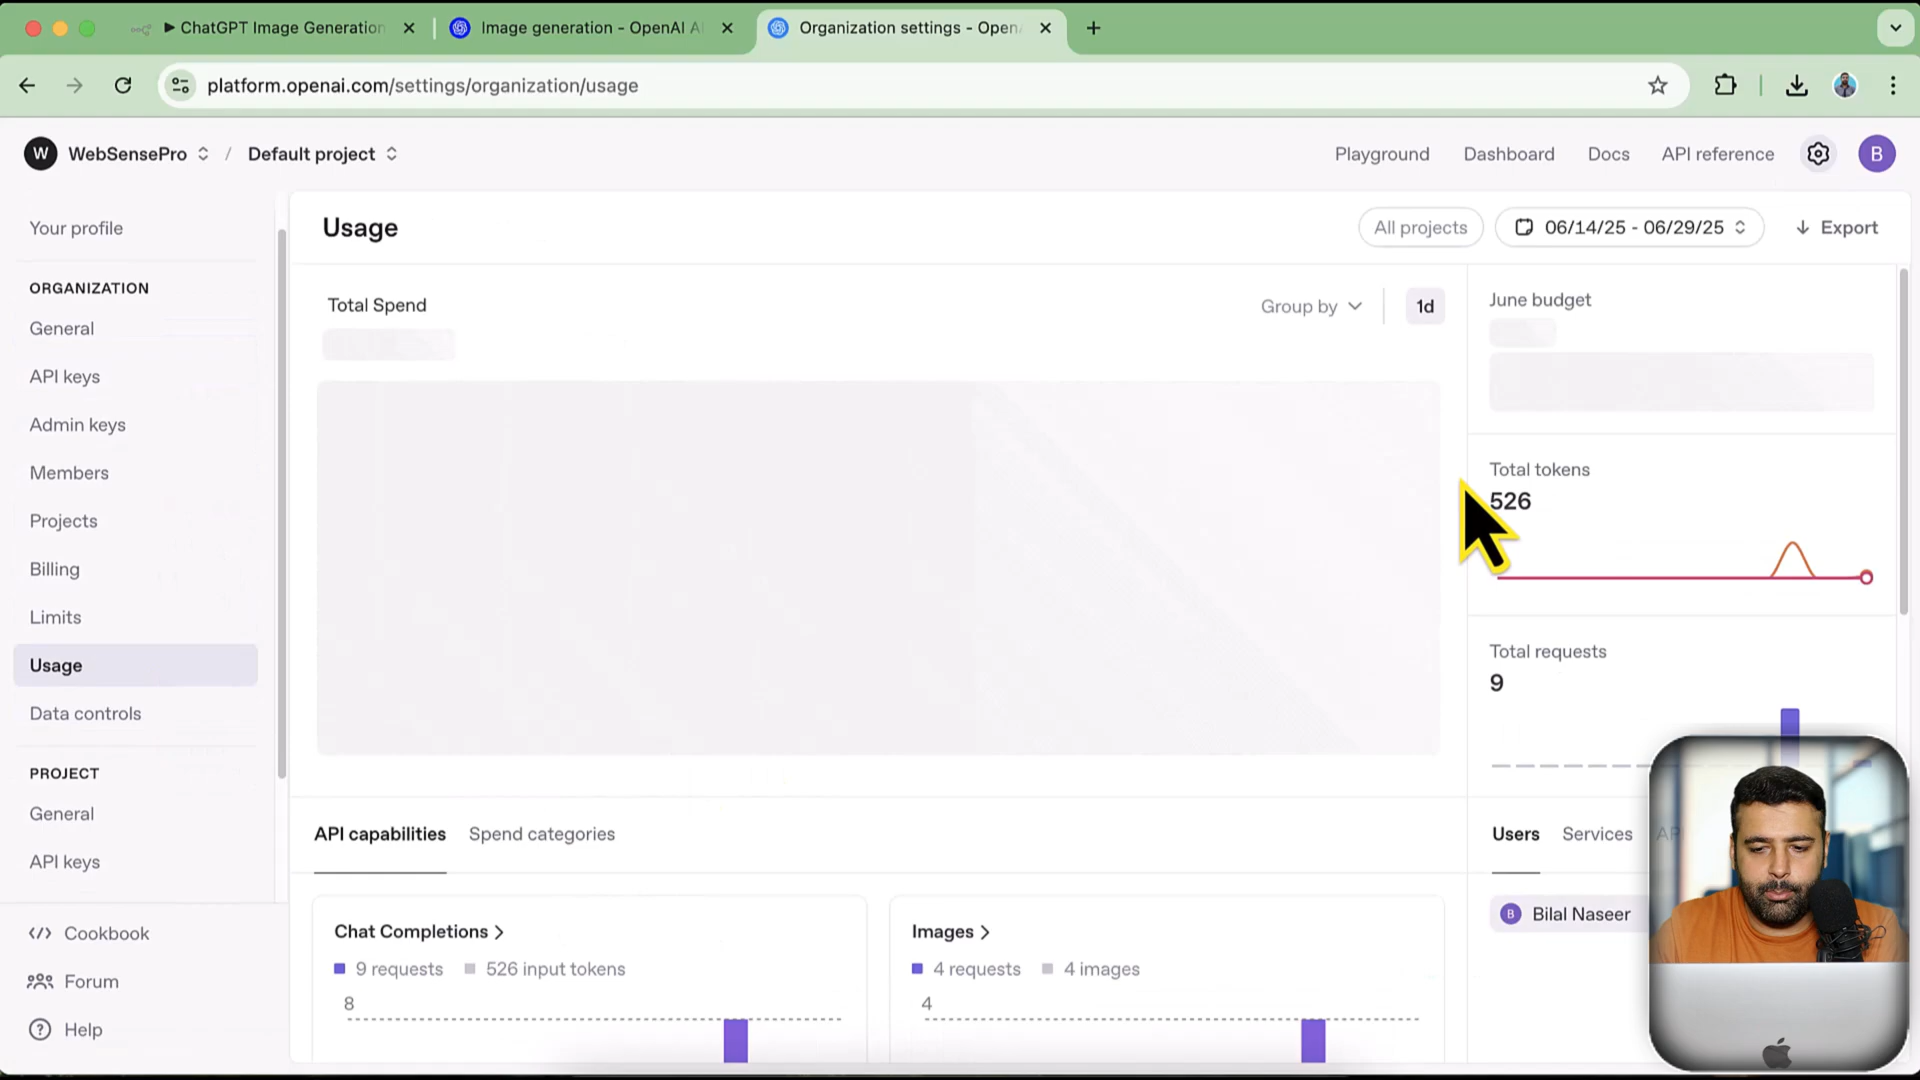 ChatGPT Image Generation
Image generation - OpenAI A
Organization settings - Open
platform.openai.com/settings/organization/usage
W WebSensePro / Default project
Playground Dashboard Docs API reference B
Your profile
ORGANIZATION
General
API keys
Admin keys
Members
Projects
Billing
Limits
Usage
Data controls
PROJECT
General
API keys
Cookbook
Forum
Help
Usage
All projects 06/14/25 - 06/29/25 Export
Total Spend
Group by 1d
June budget
Total tokens
526
Total requests
9
API capabilities Spend categories
Users Services AP
Chat Completions
9 requests 526 input tokens
8
Images
4 requests 4 images
4
B Bilal Naseer